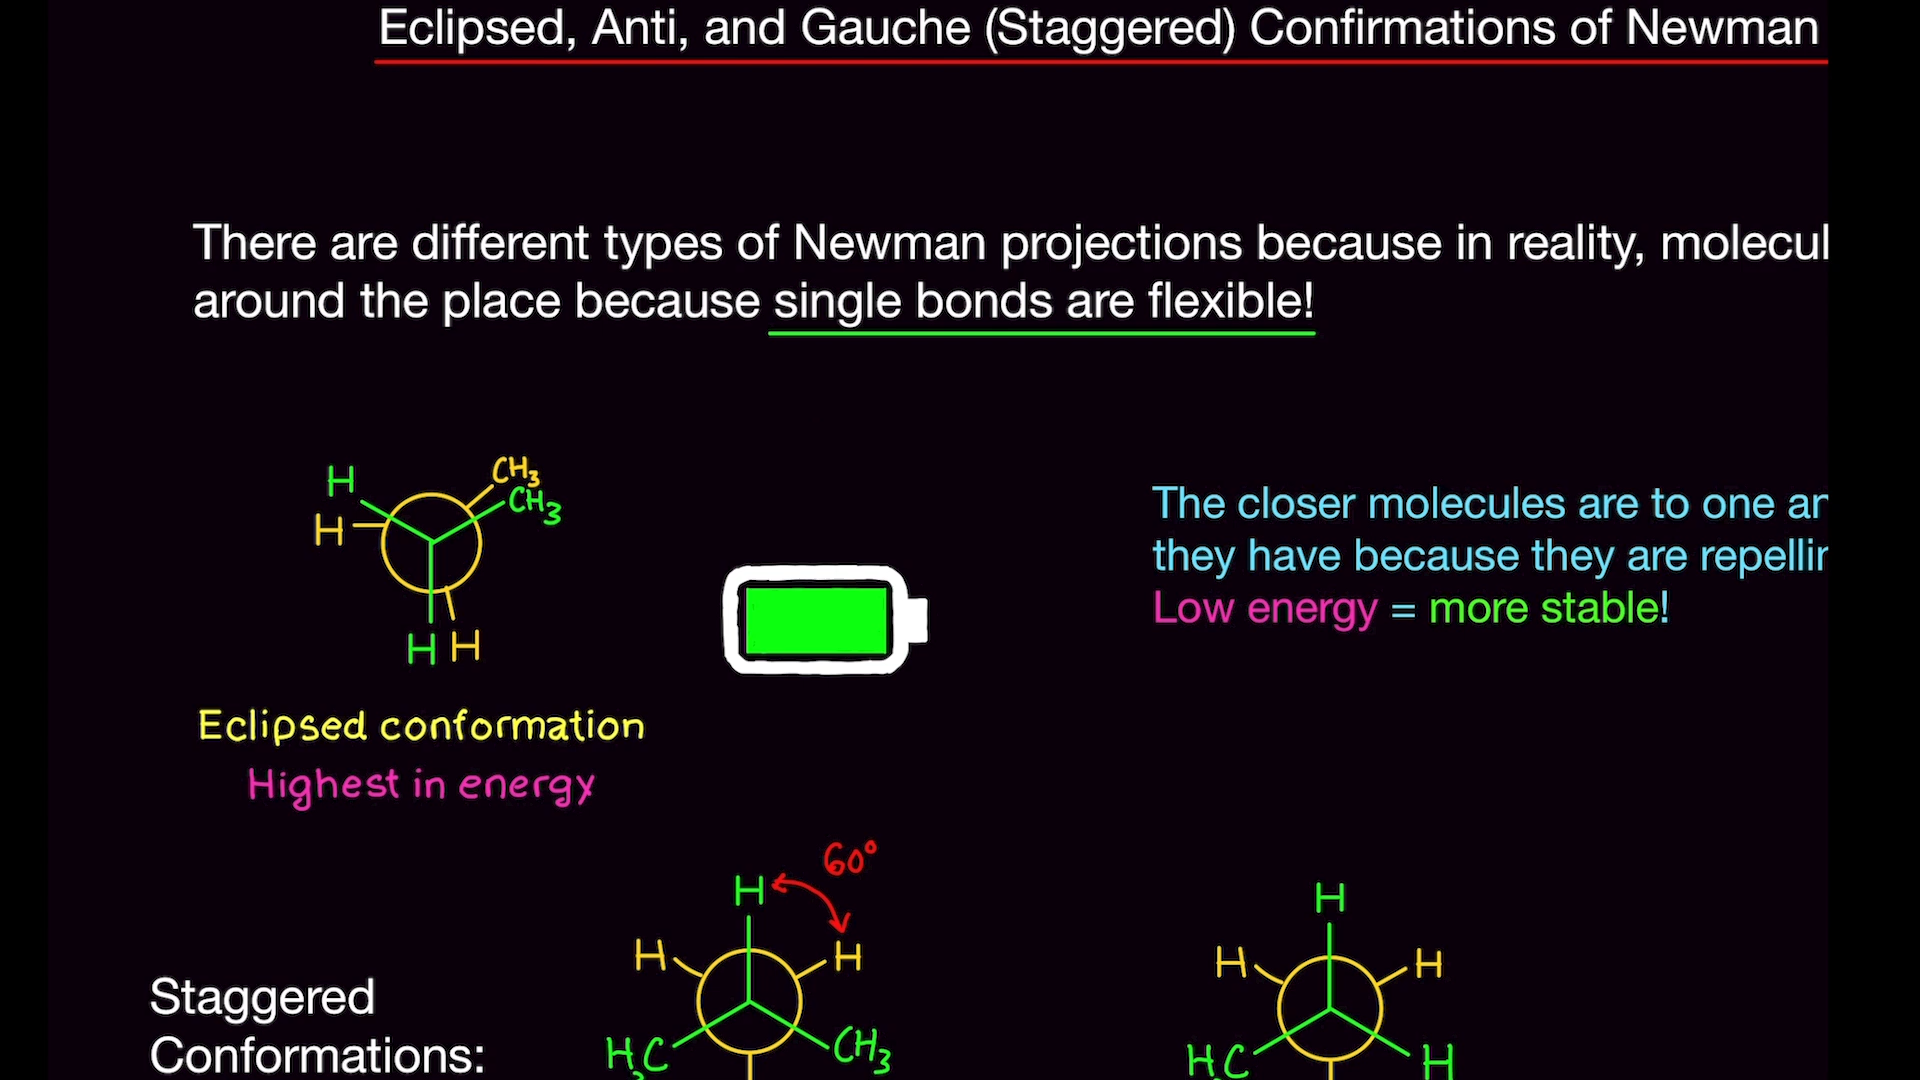 Eclipsed, Anti, and Gauche (Staggered) Confirmations of Newman
There are different types of Newman projections because in reality, molecul
around the place because single bonds are flexible!
H
CH3
CH3
H
H H
The closer molecules are to one an
they have because they are repellin
Low energy = more stable!
Eclipsed conformation
Highest in energy
60°
H
H
H
H3C
CH3
H
H
H
H3C
H
Staggered
Conformations: